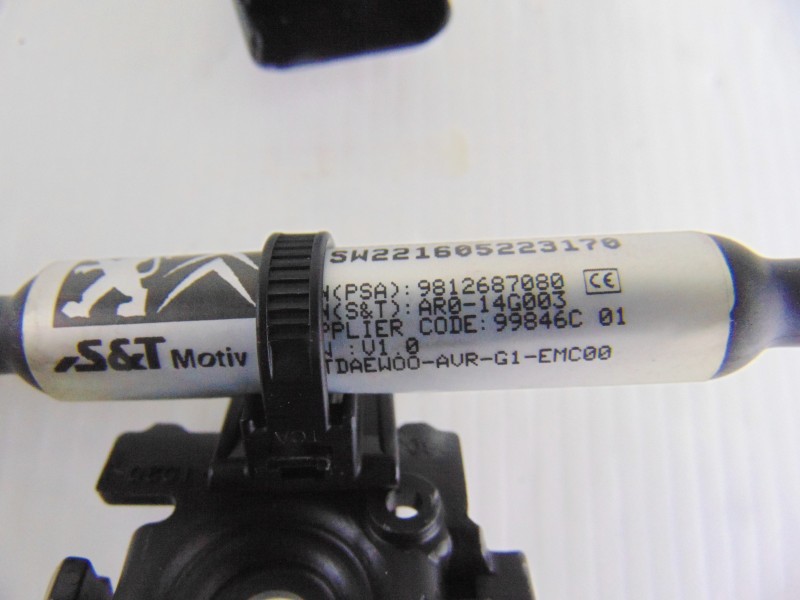 SW221605223170
N(PSA):9812687080 CE
N(S&T):AR0-14G003
PPLIER CODE:99846C 01
:V1.0
S&T Motiv
TDAEWOO-AVR-G1-EMC00